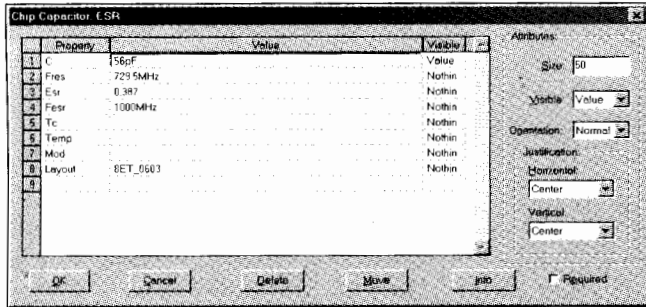 Chip Capacitor: ESR
Property Value Visible
1 C 56pF Value
2 Fres 729.5MHz Nothin
3 Esr 0.387 Nothin
4 Fesr 1000MHz Nothin
5 Tc Nothin
6 Temp Nothin
7 Mod Nothin
8 Layout 8ET_0603 Nothin
9
Attributes:
Size: 50
Visible Value
Orientation: Normal
Justification:
Horizontal:
Center
Vertical
Center
OK Cancel Delete Move Info Required